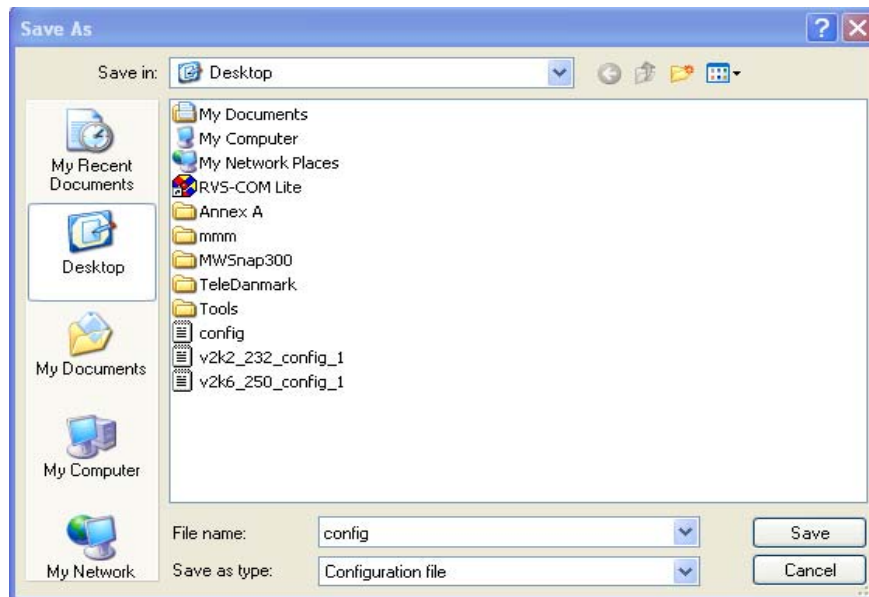 Save As
Save in:
Desktop
My Recent
Documents
Desktop
My Documents
My Computer
My Network
My Documents
My Computer
My Network Places
RVS-COM Lite
Annex A
mmm
MWSnap300
TeleDanmark
Tools
config
v2k2_232_config_1
v2k6_250_config_1
File name:
config
Save
Save as type:
Configuration file
Cancel